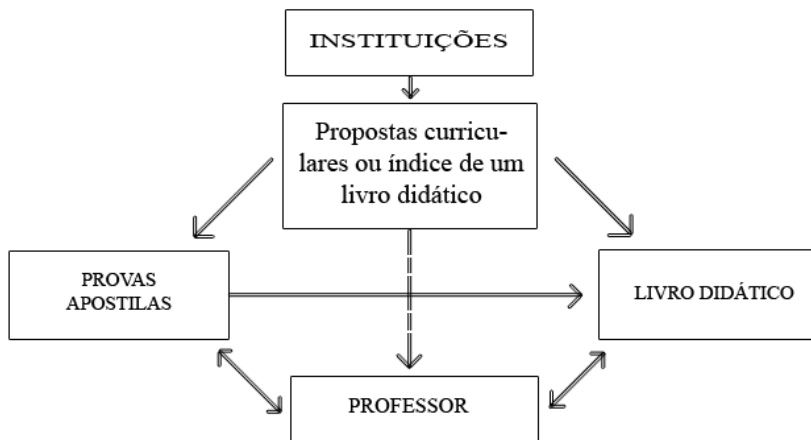 INSTITUIÇÕES
Propostas curricu-
lares ou índice de um
livro didático
PROVAS
APOSTILAS
LIVRO DIDÁTICO
PROFESSOR